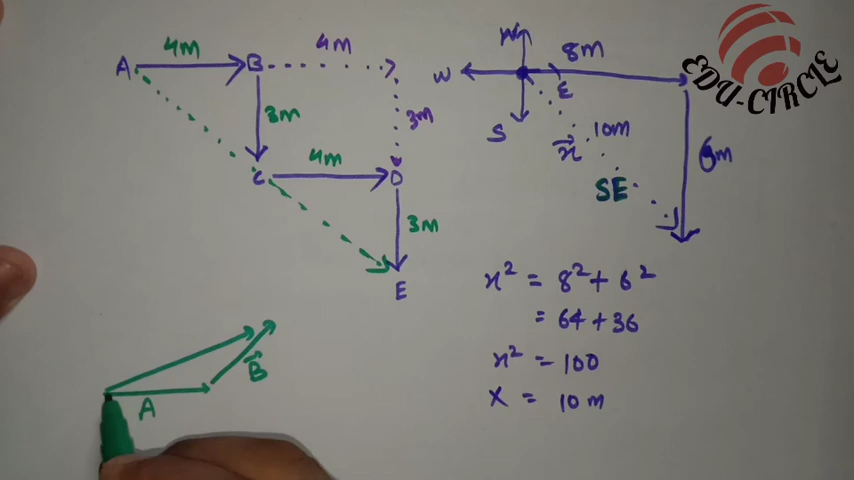 A 4m B 4m
3m 3m
C 4m D
3m
E
A
B
N
W E
S
8m
10m
x
6m
SE
x² = 8² + 6²
= 64 + 36
x² = 100
x = 10 m
EDU-CIRCLE